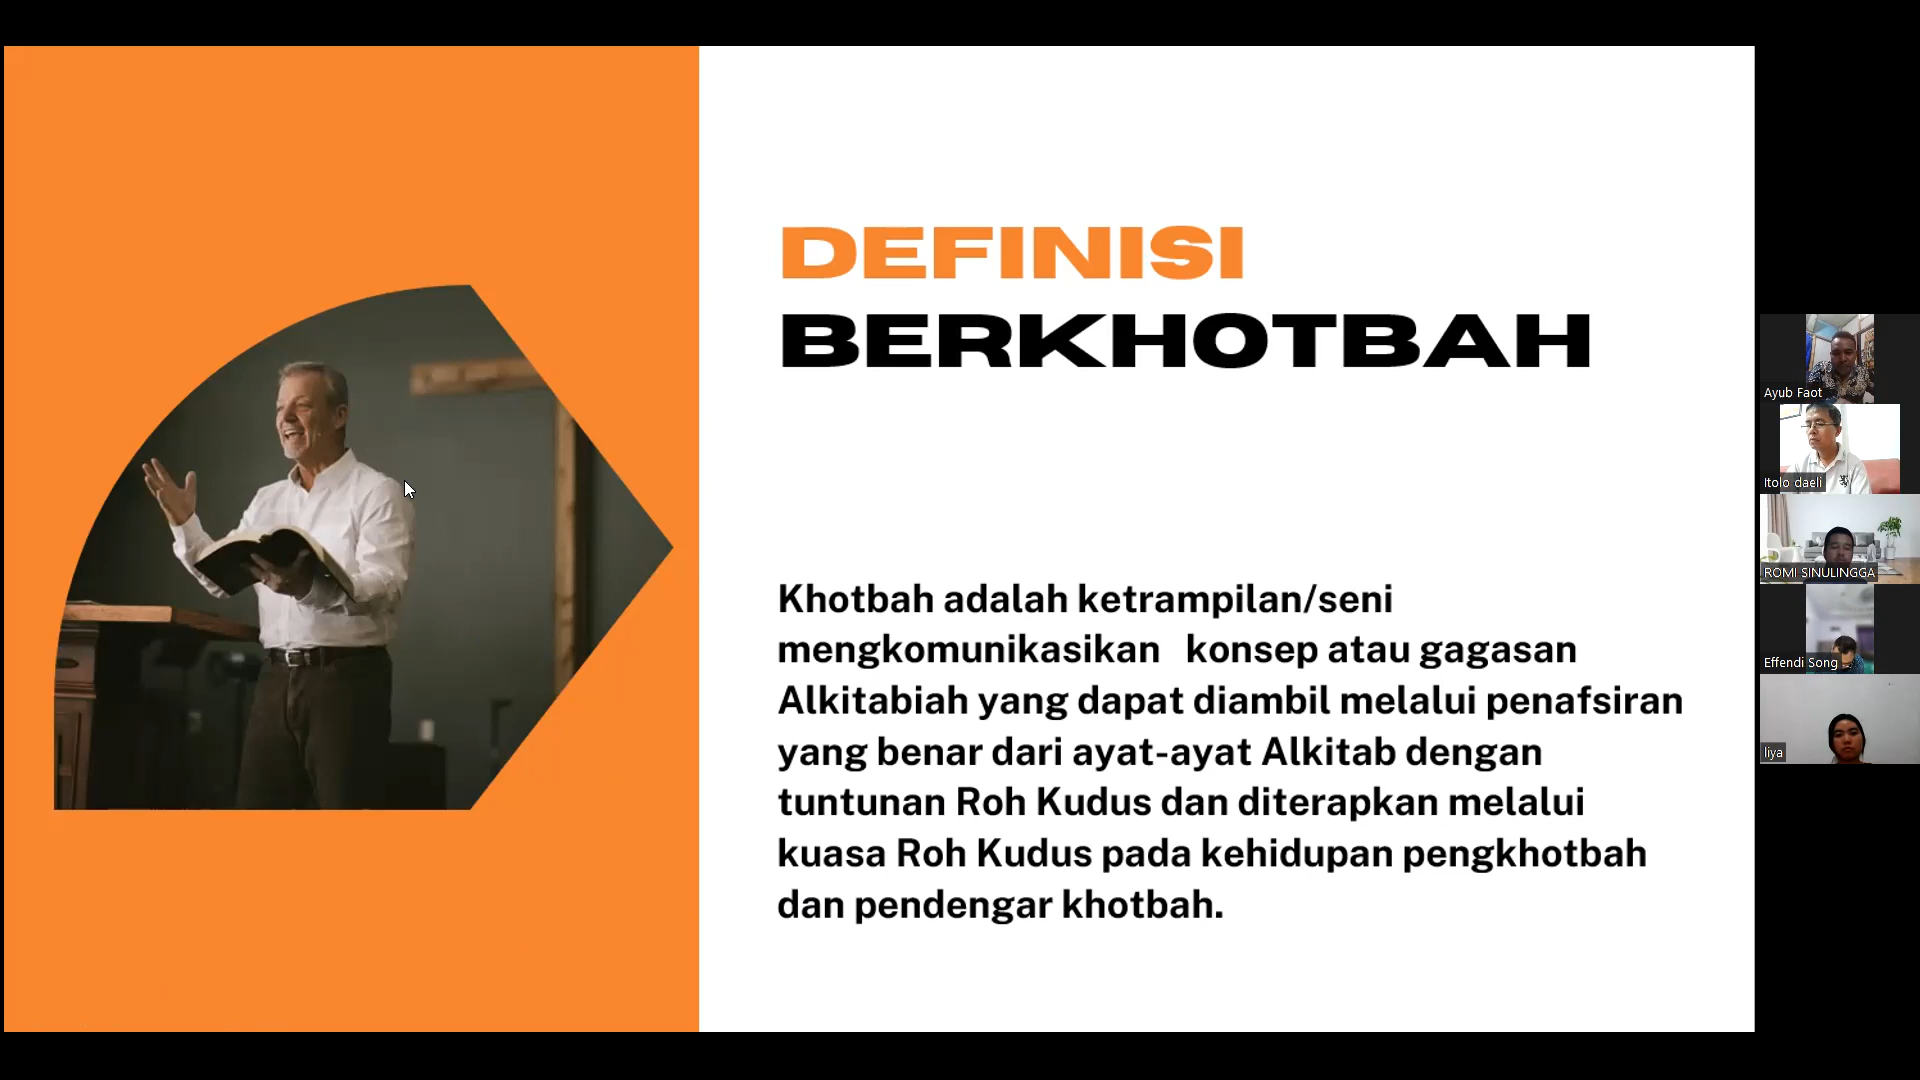 DEFINISI
BERKHOTBAH
Khotbah adalah ketrampilan/seni
mengkomunikasikan konsep atau gagasan
Alkitabiah yang dapat diambil melalui penafsiran
yang benar dari ayat-ayat Alkitab dengan
tuntunan Roh Kudus dan diterapkan melalui
kuasa Roh Kudus pada kehidupan pengkhotbah
dan pendengar khotbah.
Ayub Faot
Itolo daeli
ROMI SINULINGGA
Effendi Song
liya